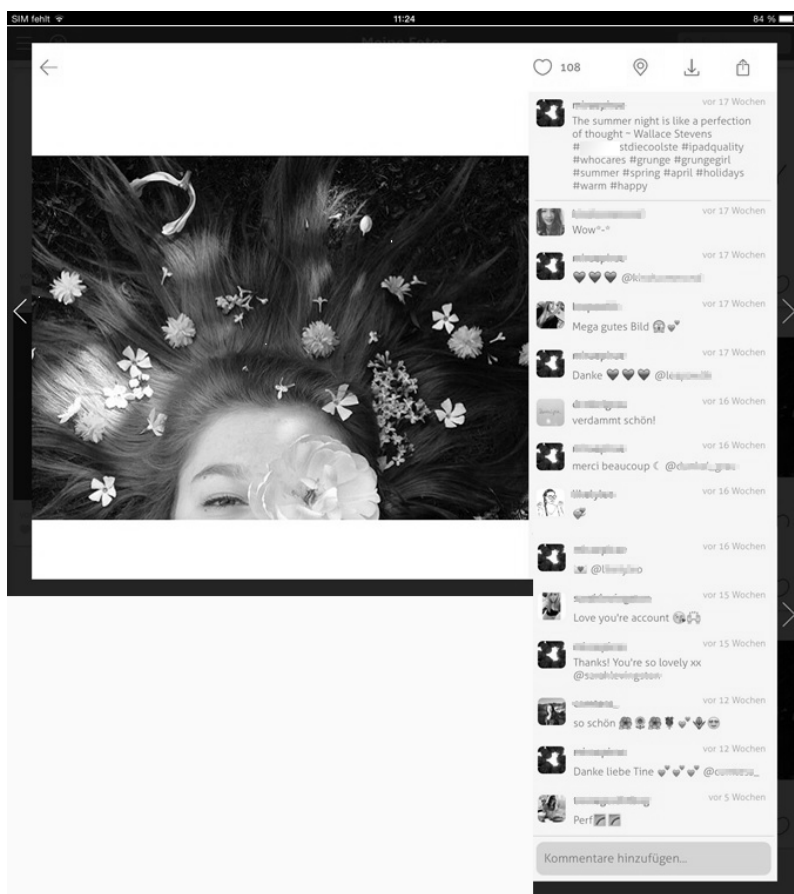 SIM fehlt
11:24
84 %
Meine Fotos
108
vor 17 Wochen
The summer night is like a perfection
of thought ~ Wallace Stevens
# stdiecoolste #ipadquality
#whocares #grunge #grungegirl
#summer #spring #april #holidays
#warm #happy
vor 17 Wochen
Wow*-*
vor 17 Wochen
vor 17 Wochen
Mega gutes Bild
vor 17 Wochen
Danke
vor 16 Wochen
verdammt schön!
vor 16 Wochen
merci beaucoup
vor 16 Wochen
vor 16 Wochen
vor 15 Wochen
Love you're account
vor 15 Wochen
Thanks! You're so lovely xx
@sarahlevingston
vor 12 Wochen
so schön
vor 12 Wochen
Danke liebe Tine
vor 5 Wochen
Perf
Kommentare hinzufügen...